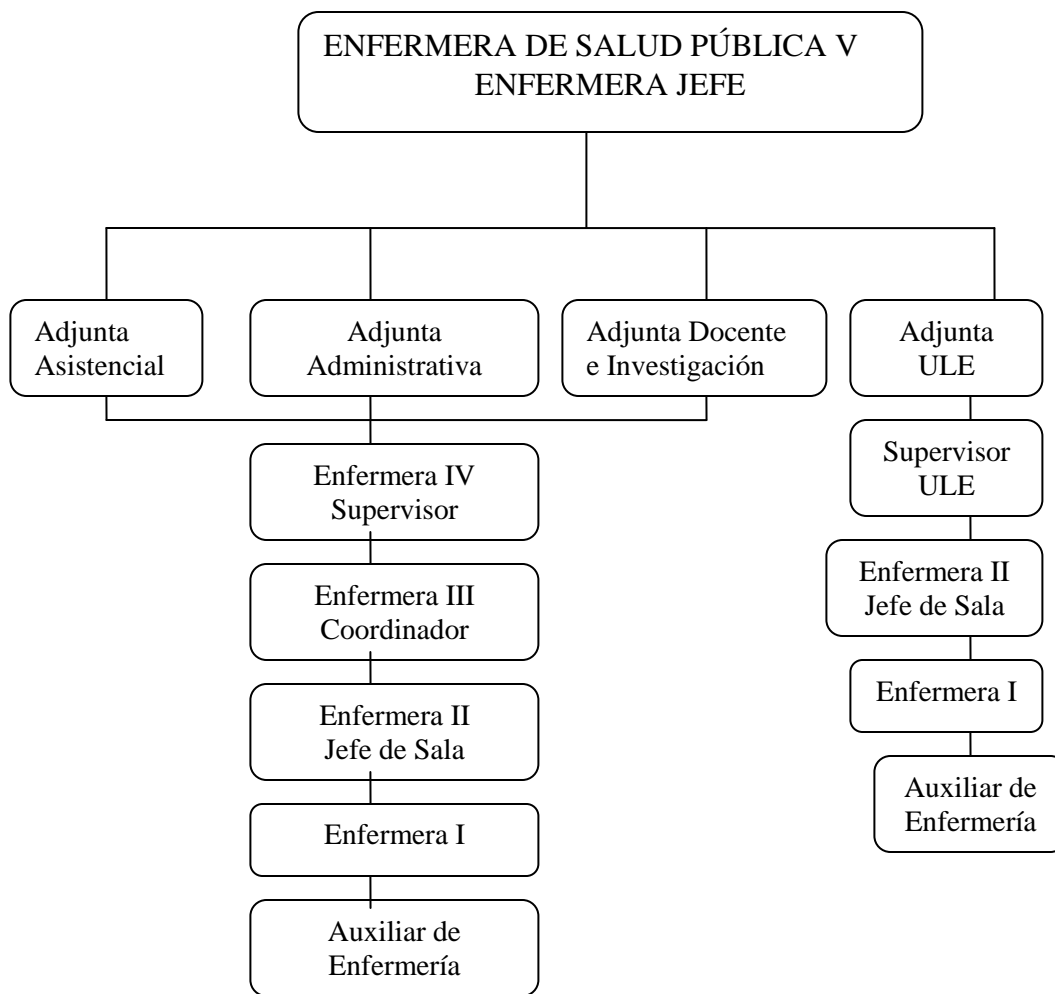 ENFERMERA DE SALUD PÚBLICA V
ENFERMERA JEFE
Adjunta
Asistencial
Adjunta
Administrativa
Adjunta Docente
e Investigación
Adjunta
ULE
Enfermera IV
Supervisor
Supervisor
ULE
Enfermera III
Coordinador
Enfermera II
Jefe de Sala
Enfermera II
Jefe de Sala
Enfermera I
Enfermera I
Auxiliar de
Enfermería
Auxiliar de
Enfermería